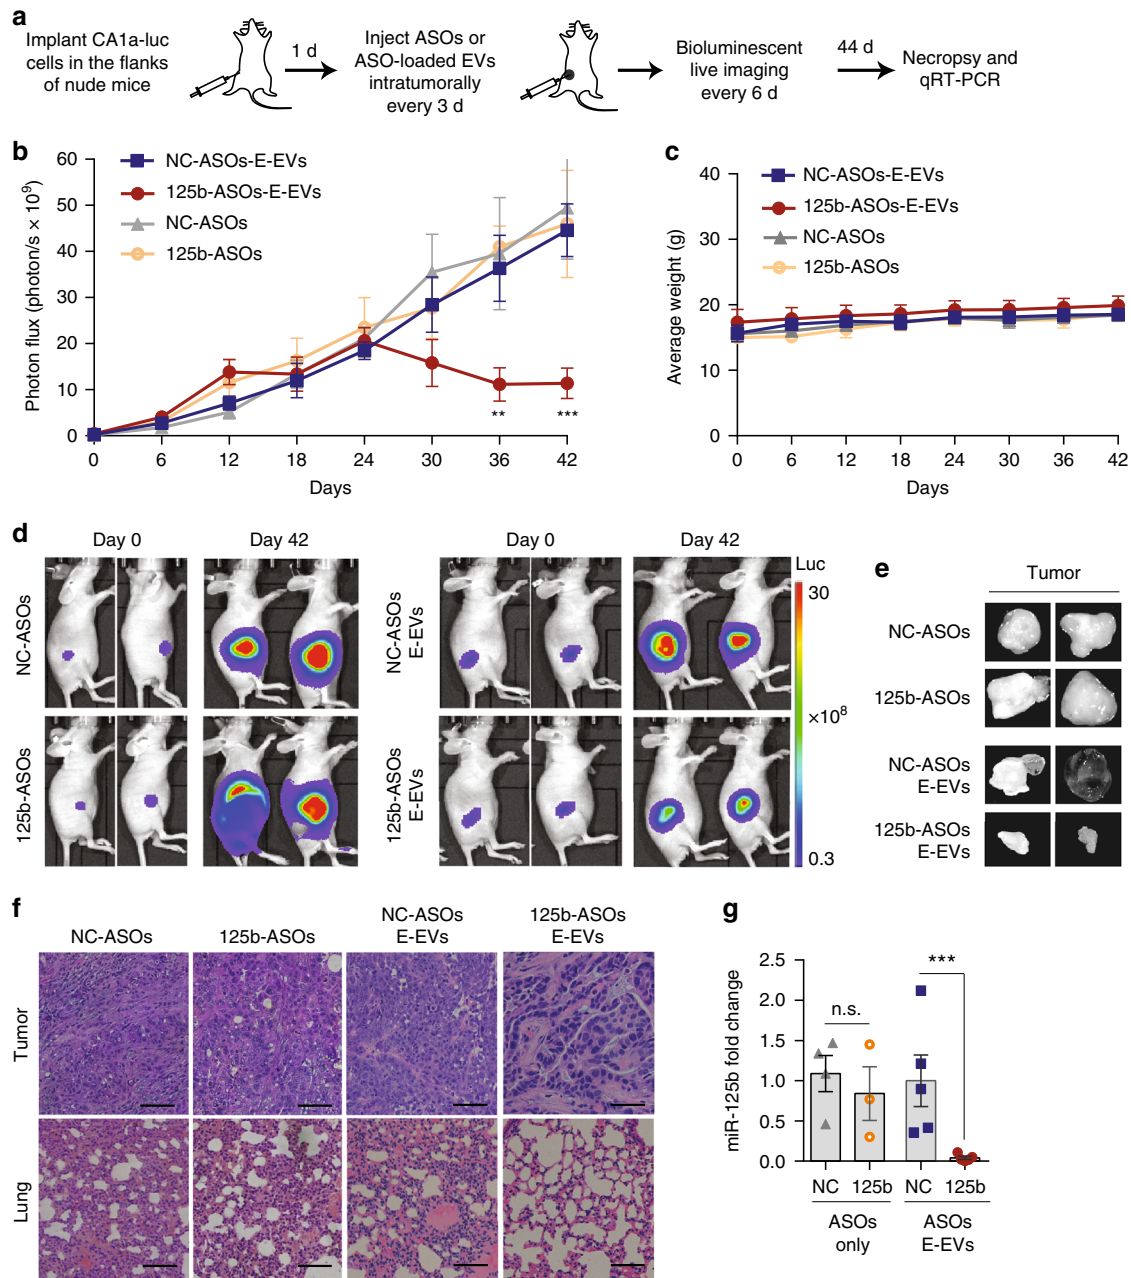 a
Implant CA1a-luc
cells in the flanks
of nude mice
1 d
Inject ASOs or
ASO-loaded EVs
intratumorally
every 3 d
Bioluminescent
live imaging
every 6 d
44 d
Necropsy and
qRT-PCR
b
NC-ASOs-E-EVs
125b-ASOs-E-EVs
NC-ASOs
125b-ASOs
Photon flux (photon/s × 10⁹)
60
50
40
30
20
10
0
** ***
0 6 12 18 24 30 36 42
Days
c
NC-ASOs-E-EVs
125b-ASOs-E-EVs
NC-ASOs
125b-ASOs
Average weight (g)
40
30
20
10
0
0 6 12 18 24 30 36 42
Days
d
Day 0 Day 42 Day 0 Day 42
NC-ASOs
NC-ASOs
E-EVs
125b-ASOs
125b-ASOs
E-EVs
Luc
30
×10⁸
0.3
e
Tumor
NC-ASOs
125b-ASOs
NC-ASOs
E-EVs
125b-ASOs
E-EVs
f
NC-ASOs
125b-ASOs
NC-ASOs
E-EVs
125b-ASOs
E-EVs
Tumor
Lung
g
miR-125b fold change
2.5
2.0
1.5
1.0
0.5
0.0
n.s.
***
NC 125b NC 125b
ASOs
only
ASOs
E-EVs